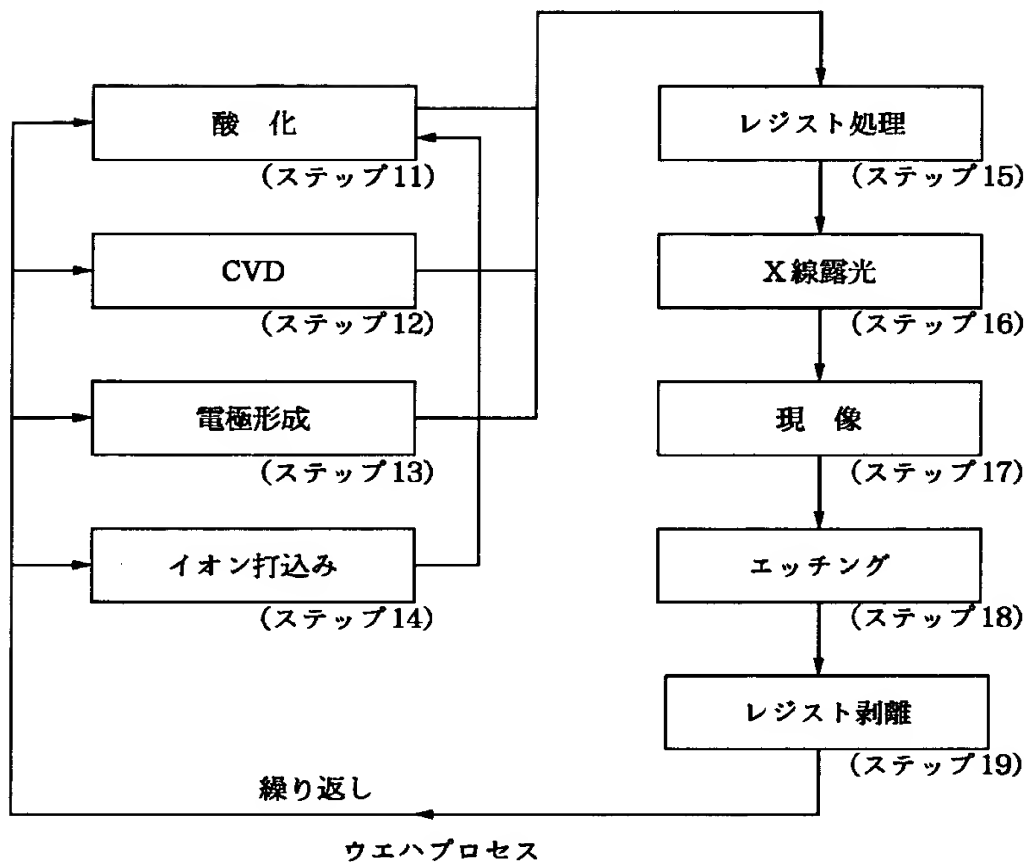 酸 化
(ステップ11)
CVD
(ステップ12)
電極形成
(ステップ13)
イオン打込み
(ステップ14)
レジスト処理
(ステップ15)
X線露光
(ステップ16)
現 像
(ステップ17)
エッチング
(ステップ18)
レジスト剥離
(ステップ19)
繰り返し
ウエハプロセス